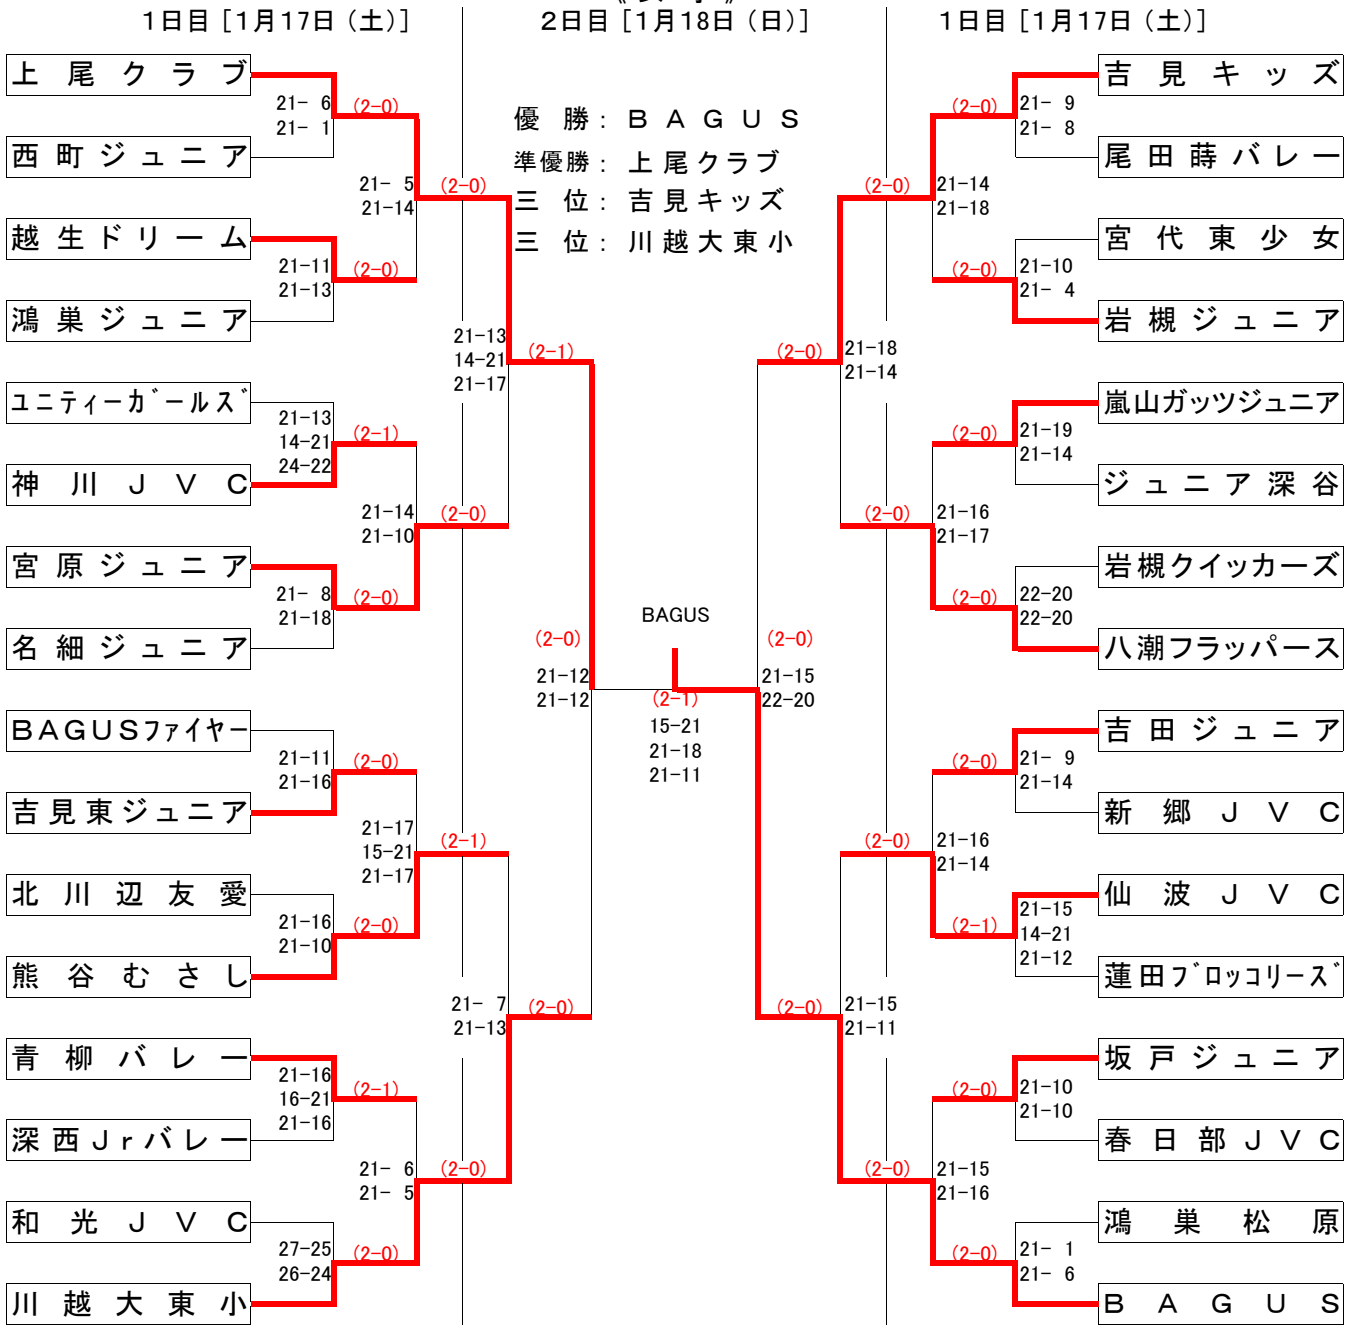 1日目 [1月17日 (土)]
2日目 [1月18日 (日)]
1日目 [1月17日 (土)]
優勝: BAGUS
準優勝: 上尾クラブ
三位: 吉見キッズ
三位: 川越大東小
上尾クラブ
21- 6
21- 1
(2-0)
西町ジュニア
21- 5
21-14
(2-0)
越生ドリーム
21-11
21-13
(2-0)
鴻巣ジュニア
21-13
14-21
21-17
(2-1)
ユニティーガールズ
21-13
14-21
24-22
(2-1)
神川JVC
21-14
21-10
(2-0)
宮原ジュニア
21- 8
21-18
(2-0)
名細ジュニア
(2-0)
21-12
21-12
BAGUSファイヤー
21-11
21-16
(2-0)
吉見東ジュニア
21-17
15-21
21-17
(2-1)
北川辺友愛
21-16
21-10
(2-0)
熊谷むさし
21- 7
21-13
(2-0)
青柳バレー
21-16
16-21
21-16
(2-1)
深西Jrバレー
21- 6
21- 5
(2-0)
和光JVC
27-25
26-24
(2-0)
川越大東小
BAGUS
(2-1)
15-21
21-18
21-11
吉見キッズ
(2-0)
21- 9
21- 8
尾田蒔バレー
(2-0)
21-14
21-18
宮代東少女
(2-0)
21-10
21- 4
岩槻ジュニア
(2-0)
21-18
21-14
嵐山ガッツジュニア
(2-0)
21-19
21-14
ジュニア深谷
(2-0)
21-16
21-17
岩槻クイッカーズ
(2-0)
22-20
22-20
八潮フラッパース
(2-0)
21-15
22-20
吉田ジュニア
(2-0)
21- 9
21-14
新郷JVC
(2-0)
21-16
21-14
仙波JVC
(2-1)
21-15
14-21
21-12
蓮田ブロッコリーズ
(2-0)
21-15
21-11
坂戸ジュニア
(2-0)
21-10
21-10
春日部JVC
(2-0)
21-15
21-16
鴻巣松原
(2-0)
21- 1
21- 6
BAGUS